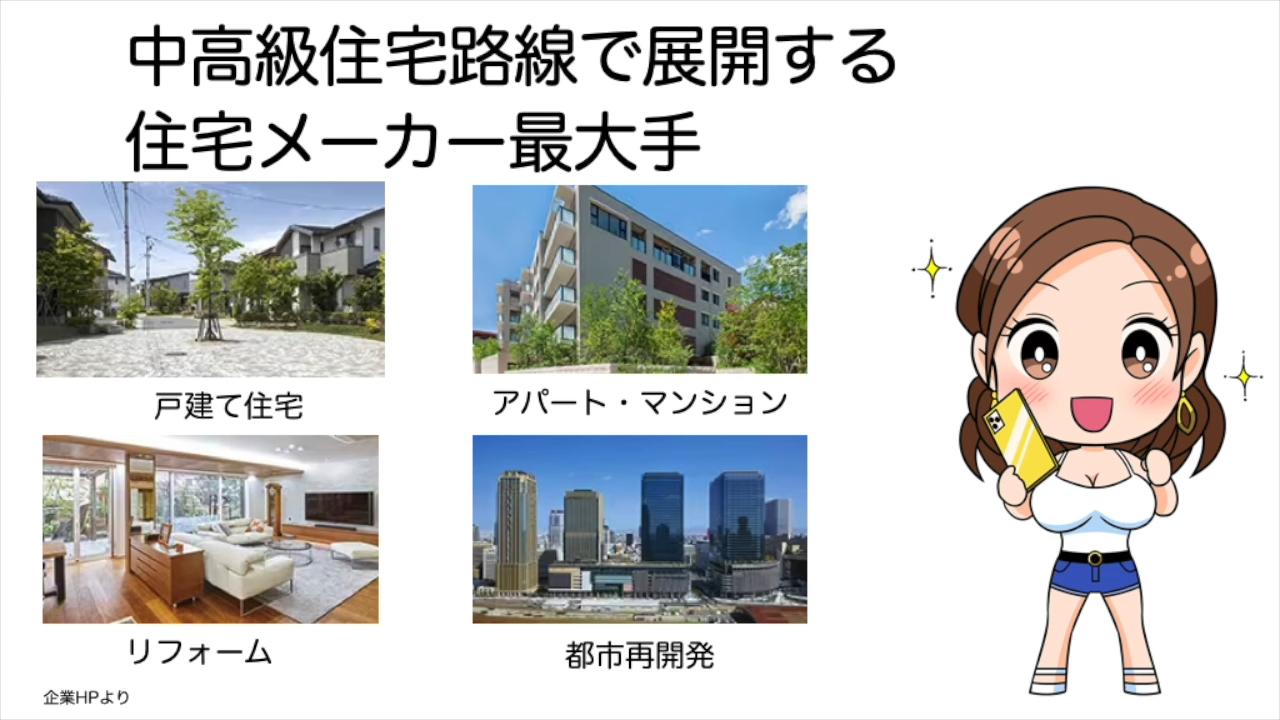 中高級住宅路線で展開する
住宅メーカー最大手
戸建て住宅
アパート・マンション
リフォーム
都市再開発
企業HPより